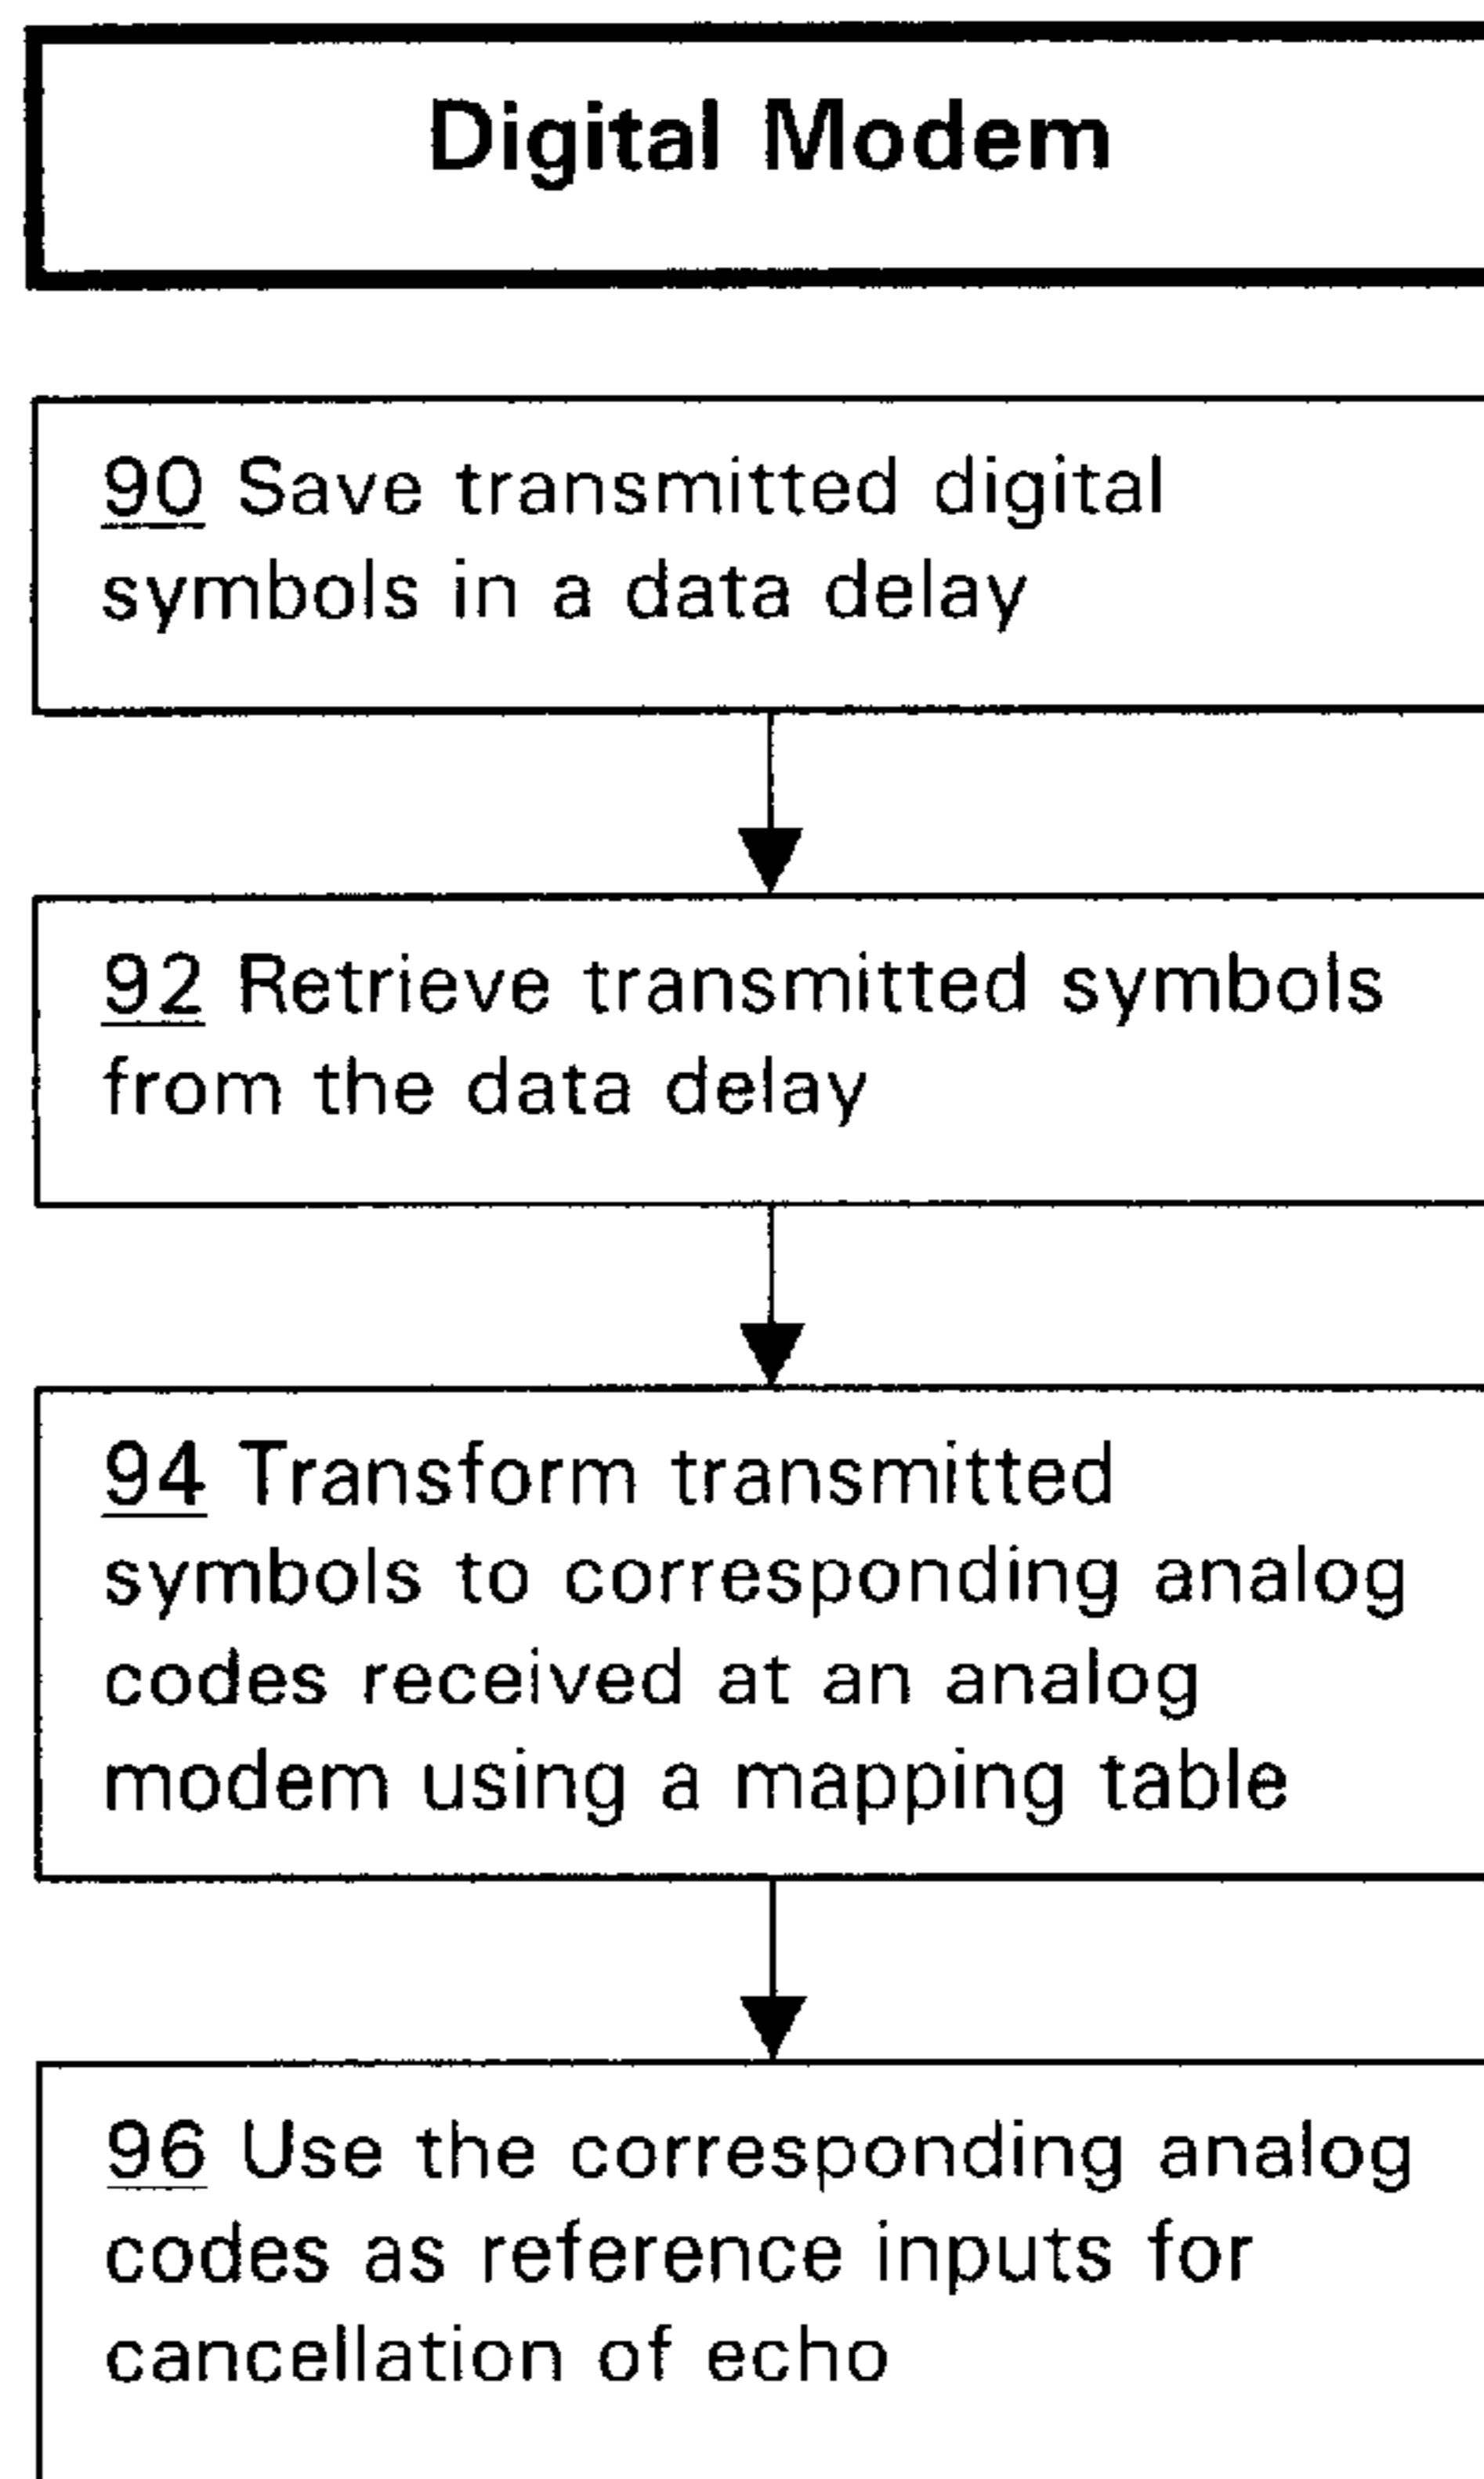 Digital Modem
90 Save transmitted digital
symbols in a data delay
92 Retrieve transmitted symbols
from the data delay
94 Transform transmitted
symbols to corresponding analog
codes received at an analog
modem using a mapping table
96 Use the corresponding analog
codes as reference inputs for
cancellation of echo